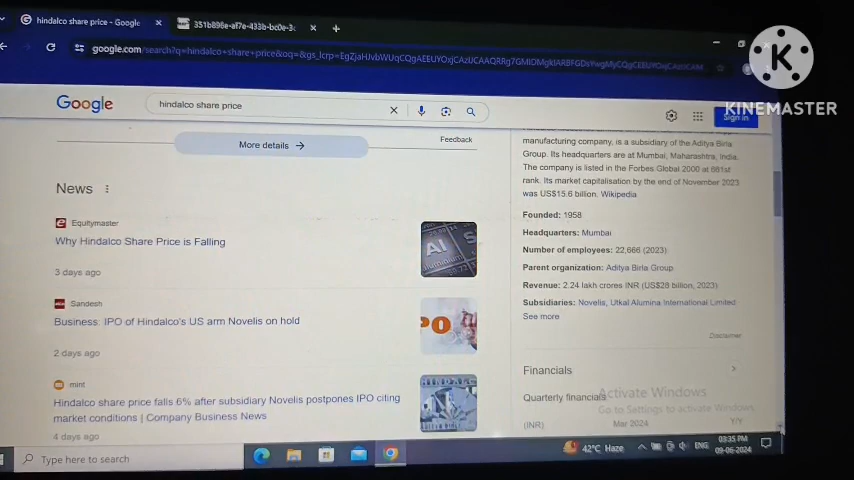 hindalco share price - Google
351b896e-af7e-433b-bc0e-3c
google.com/search?q=hindalco+share+price&oq=&gs_lcrp=
KINEMASTER
Google
hindalco share price
Sign in
More details →
Feedback
manufacturing company, is a subsidiary of the Aditya Birla
Group. Its headquarters are at Mumbai, Maharashtra, India.
The company is listed in the Forbes Global 2000 at 661st
rank. Its market capitalisation by the end of November 2023
was US$15.6 billion. Wikipedia
Founded: 1958
Headquarters: Mumbai
Number of employees: 22,666 (2023)
Parent organization: Aditya Birla Group
Revenue: 2.24 lakh crores INR (US$28 billion, 2023)
Subsidiaries: Novelis, Utkal Alumina International Limited
See more
Disclaimer
Financials
Quarterly financials
(INR)
Mar 2024
Y/Y
News
Equitymaster
Why Hindalco Share Price is Falling
3 days ago
Al
Sandesh
Business: IPO of Hindalco's US arm Novelis on hold
2 days ago
PO
mint
Hindalco share price falls 6% after subsidiary Novelis postpones IPO citing
market conditions | Company Business News
4 days ago
Activate Windows
Go to Settings to activate Windows
Type here to search
42°C Haze
ENG
03:35 PM
09-06-2024